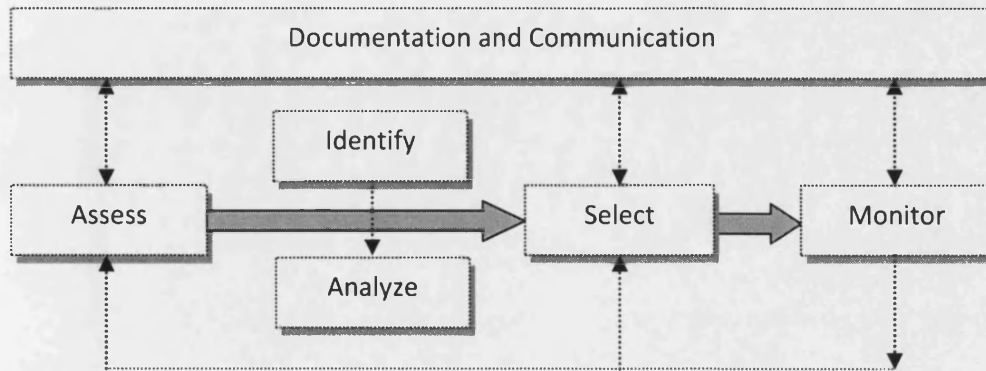 Documentation and Communication
Identify
Assess
Select
Monitor
Analyze